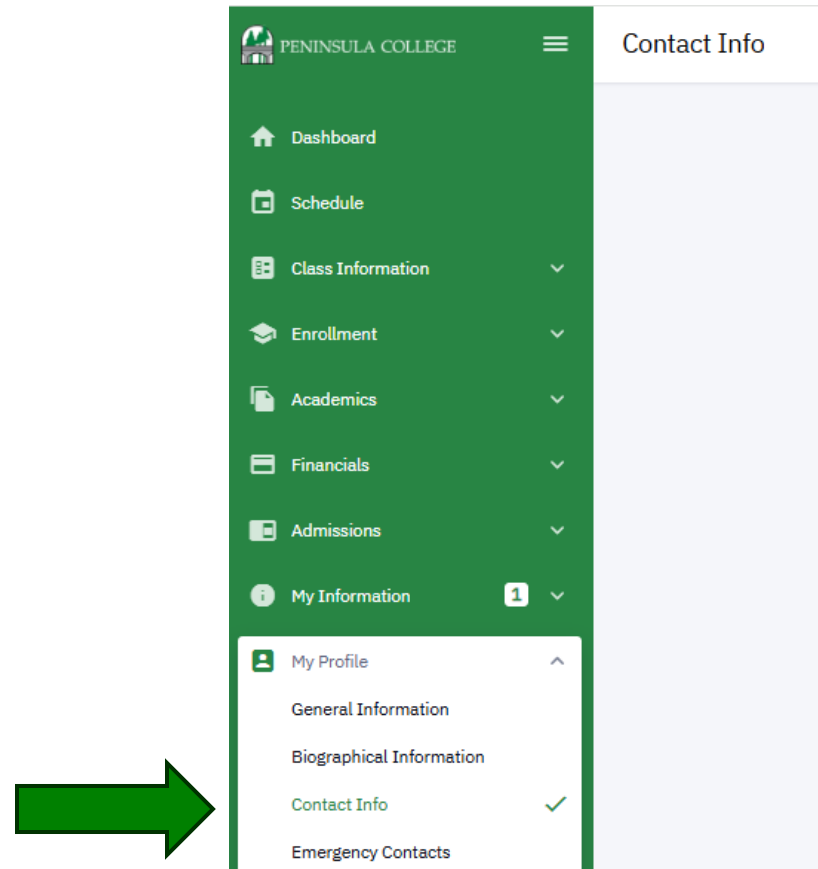 PENINSULA COLLEGE
Contact Info
Dashboard
Schedule
Class Information
Enrollment
Academics
Financials
Admissions
My Information 1
My Profile
General Information
Biographical Information
Contact Info
Emergency Contacts